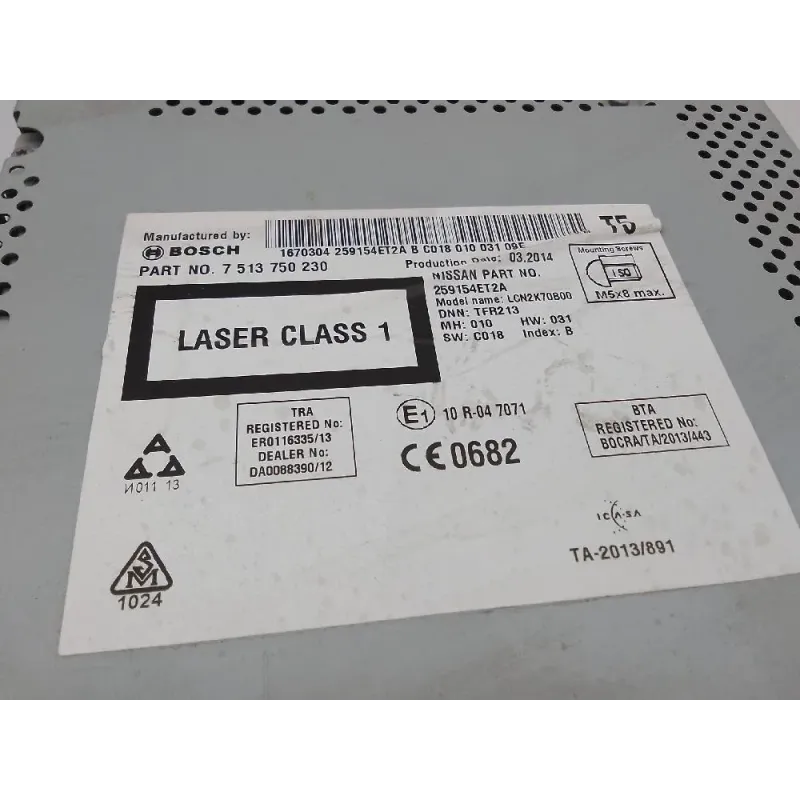 Manufactured by:
BOSCH
1670304 259154ET2A B C018 010 031 09E
PART NO. 7 513 750 230
Production Date: 03.2014
NISSAN PART NO.
259154ET2A
Model name: LCN2K70B00
DNN: TFR213
MH: 010 HW: 031
SW: C018 Index: B
Mounting Screws
ISO
M5x8 max.
LASER CLASS 1
TRA
REGISTERED No:
ER0116335/13
DEALER No:
DA0088390/12
E1 10 R-04 7071
CE0682
BTA
REGISTERED No:
BOCRA/TA/2013/443
И011 13
ICASA
TA-2013/891
SM
1024